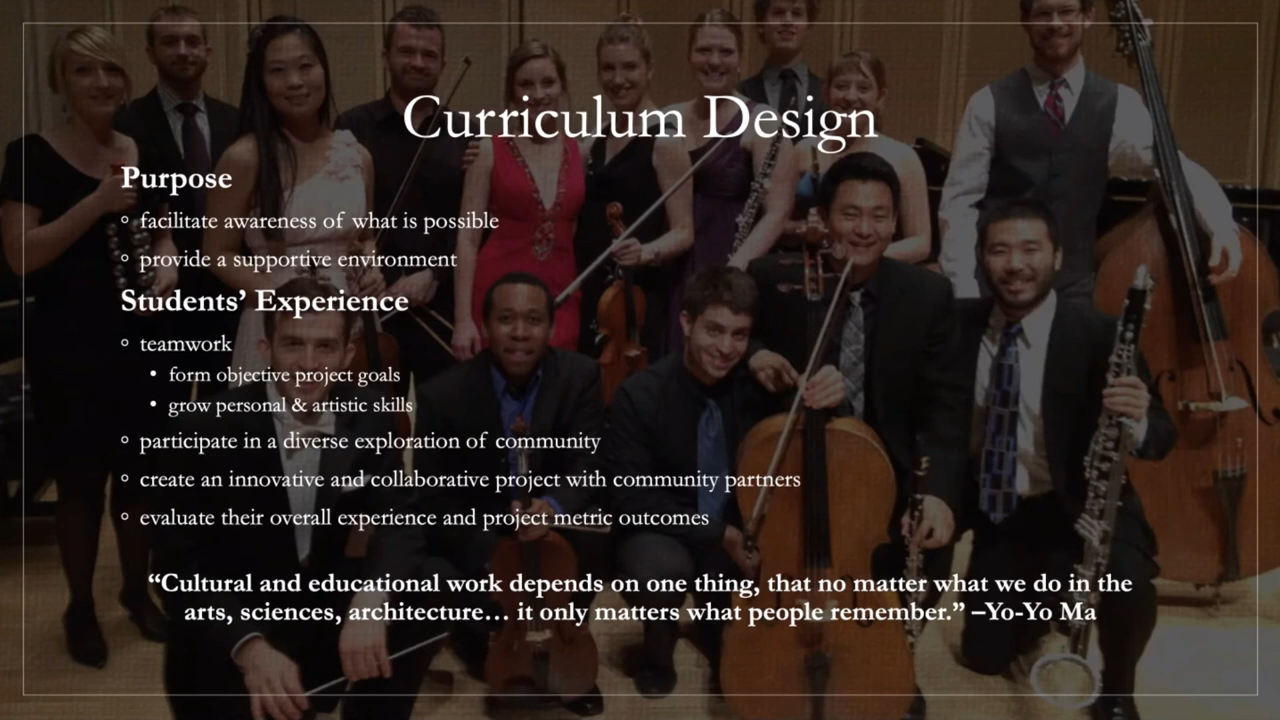 Curriculum Design
Purpose
facilitate awareness of what is possible
provide a supportive environment
Students’ Experience
teamwork
form objective project goals
grow personal & artistic skills
participate in a diverse exploration of community
create an innovative and collaborative project with community partners
evaluate their overall experience and project metric outcomes
“Cultural and educational work depends on one thing, that no matter what we do in the
arts, sciences, architecture… it only matters what people remember.” –Yo-Yo Ma